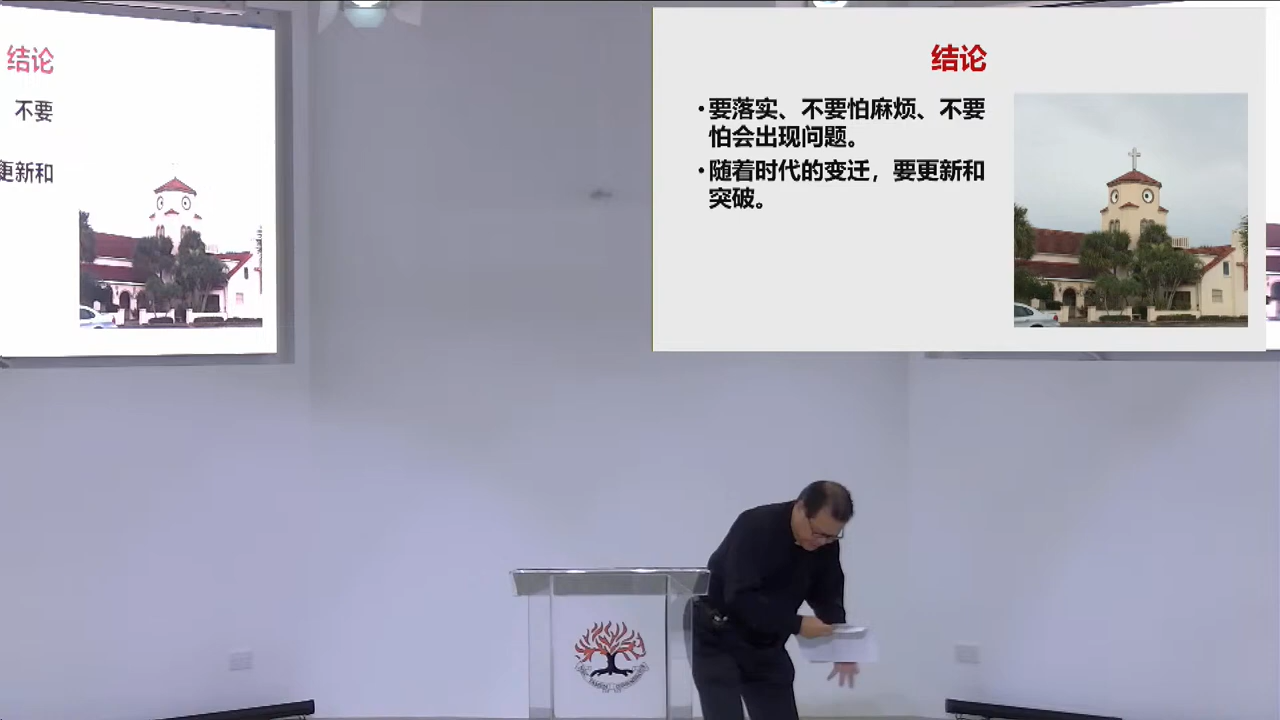 结论
不要
更新和
结论
•要落实、不要怕麻烦、不要
怕会出现问题。
•随着时代的变迁，要更新和
突破。